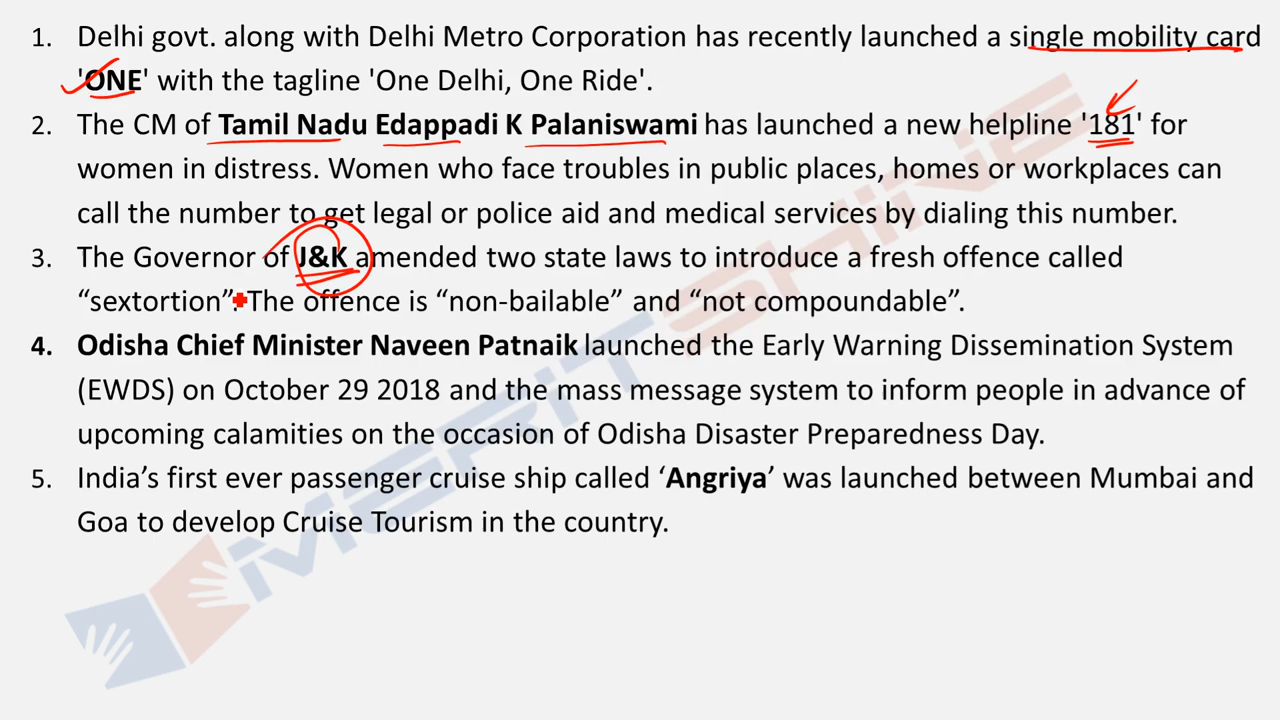 1. Delhi govt. along with Delhi Metro Corporation has recently launched a single mobility card
'ONE' with the tagline 'One Delhi, One Ride'.
2. The CM of Tamil Nadu Edappadi K Palaniswami has launched a new helpline '181' for
women in distress. Women who face troubles in public places, homes or workplaces can
call the number to get legal or police aid and medical services by dialing this number.
3. The Governor of J&K amended two state laws to introduce a fresh offence called
“sextortion”. The offence is “non-bailable” and “not compoundable”.
4. Odisha Chief Minister Naveen Patnaik launched the Early Warning Dissemination System
(EWDS) on October 29 2018 and the mass message system to inform people in advance of
upcoming calamities on the occasion of Odisha Disaster Preparedness Day.
5. India’s first ever passenger cruise ship called ‘Angriya’ was launched between Mumbai and
Goa to develop Cruise Tourism in the country.
MERiTSHiNE